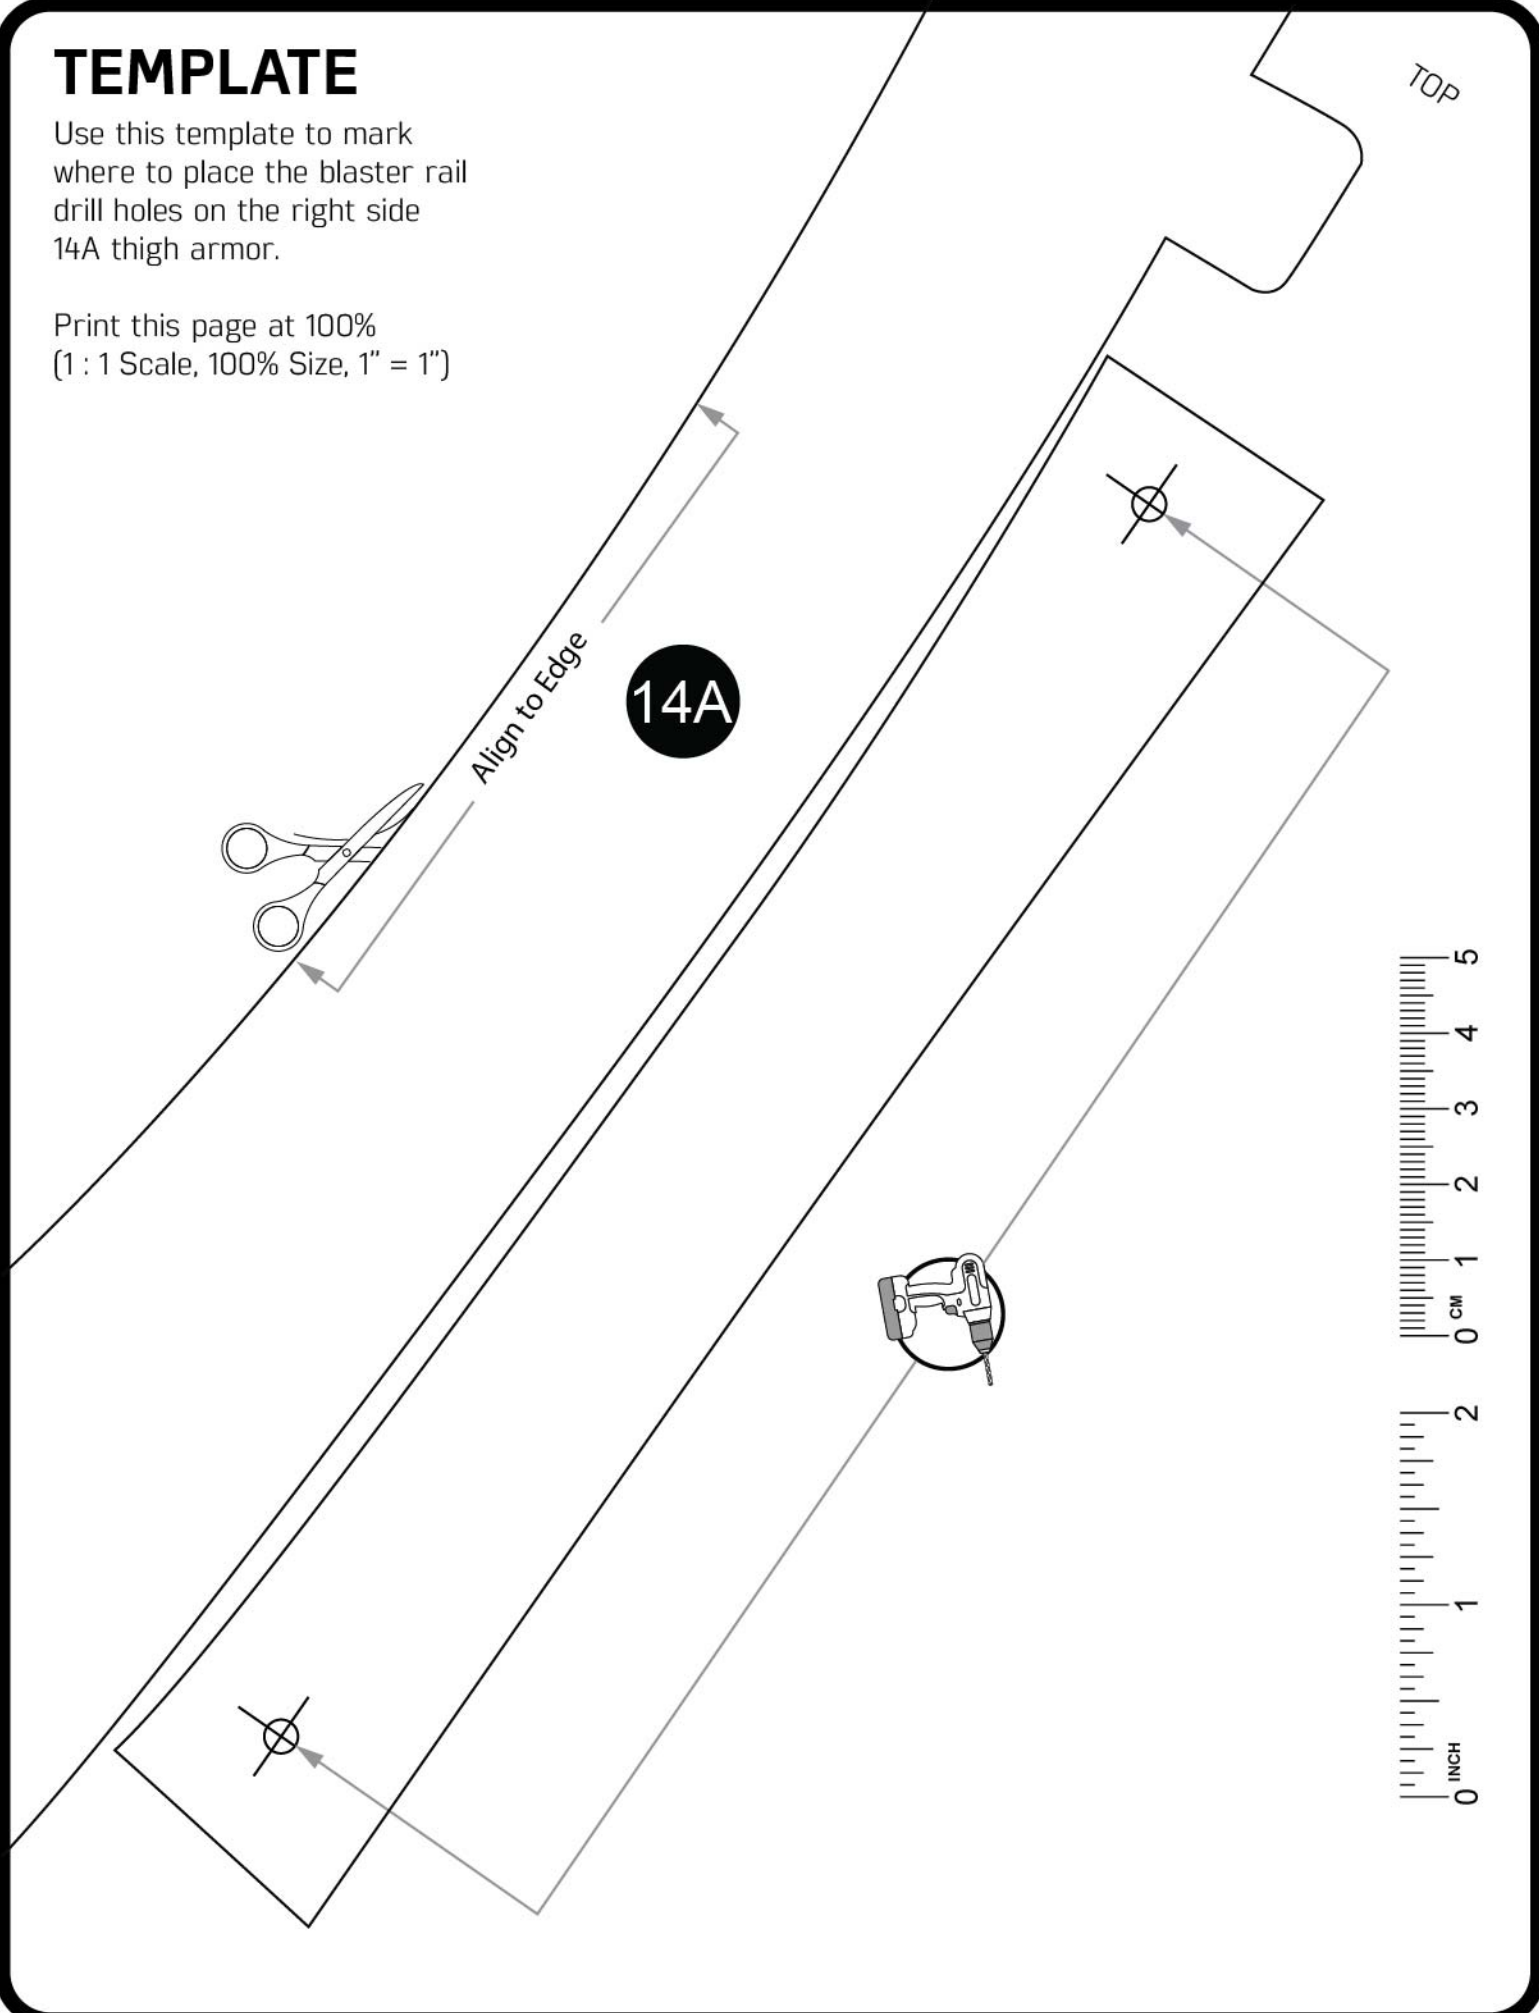 TEMPLATE
Use this template to mark
where to place the blaster rail
drill holes on the right side
14A thigh armor.
Print this page at 100%
(1 : 1 Scale, 100% Size, 1” = 1”)
TOP
Align to Edge
14A
5
4
3
2
1
0
CM
2
1
0
INCH